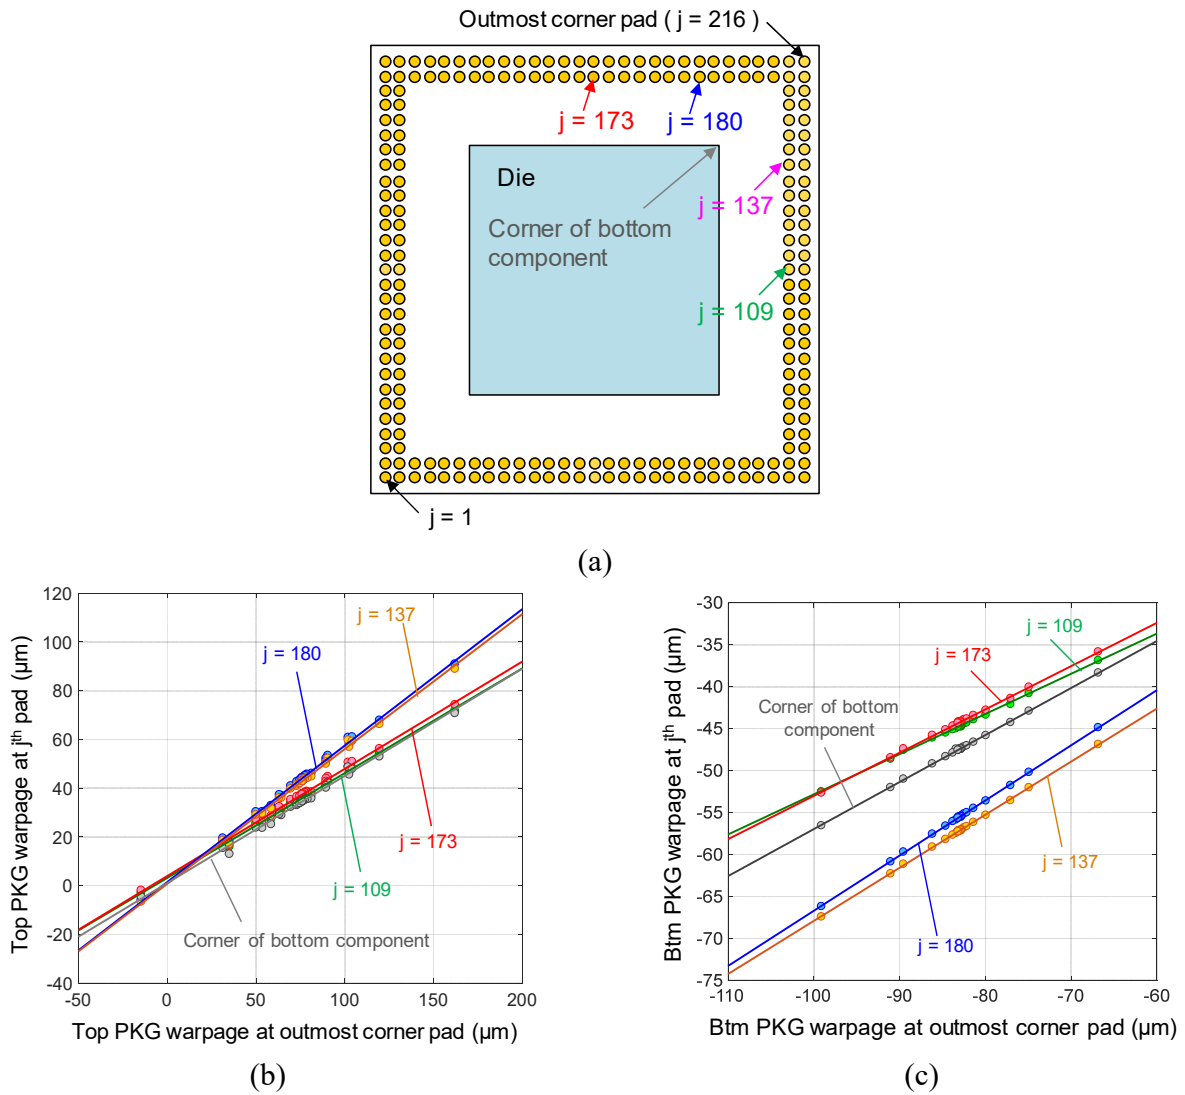 Outmost corner pad ( j = 216 )
j = 173
j = 180
Die
j = 137
Corner of bottom
component
j = 109
j = 1
(a)
120
100
80
60
40
20
0
-20
-40
-50
0
50
100
150
200
Top PKG warpage at jth pad (μm)
Top PKG warpage at outmost corner pad (μm)
j = 137
j = 180
j = 173
j = 109
Corner of bottom component
(b)
-30
-35
-40
-45
-50
-55
-60
-65
-70
-75
-110
-100
-90
-80
-70
-60
Btm PKG warpage at jth pad (μm)
Btm PKG warpage at outmost corner pad (μm)
j = 109
j = 173
Corner of bottom
component
j = 137
j = 180
(c)